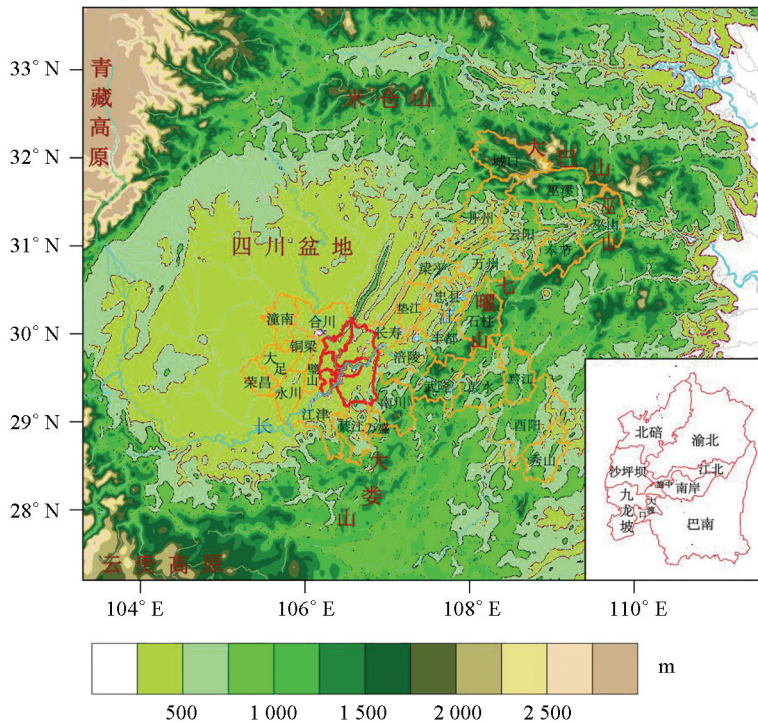 33° N
32° N
31° N
30° N
29° N
28° N
青藏高原
米仓山
大巴山
巫山
四川盆地
七曜山
大娄山
云贵高原
城口
巫溪
开州
云阳
巫山
奉节
梁平
万州
忠县
垫江
石柱
丰都
长寿
涪陵
武隆
彭水
黔江
酉阳
秀山
南川
潼南
合川
铜梁
大足
荣昌
璧山
永川
江津
綦江
万盛
长
江
北碚
渝北
沙坪坝
江北
渝中
南岸
九龙坡
大渡口
巴南
104° E
106° E
108° E
110° E
m
500
1 000
1 500
2 000
2 500